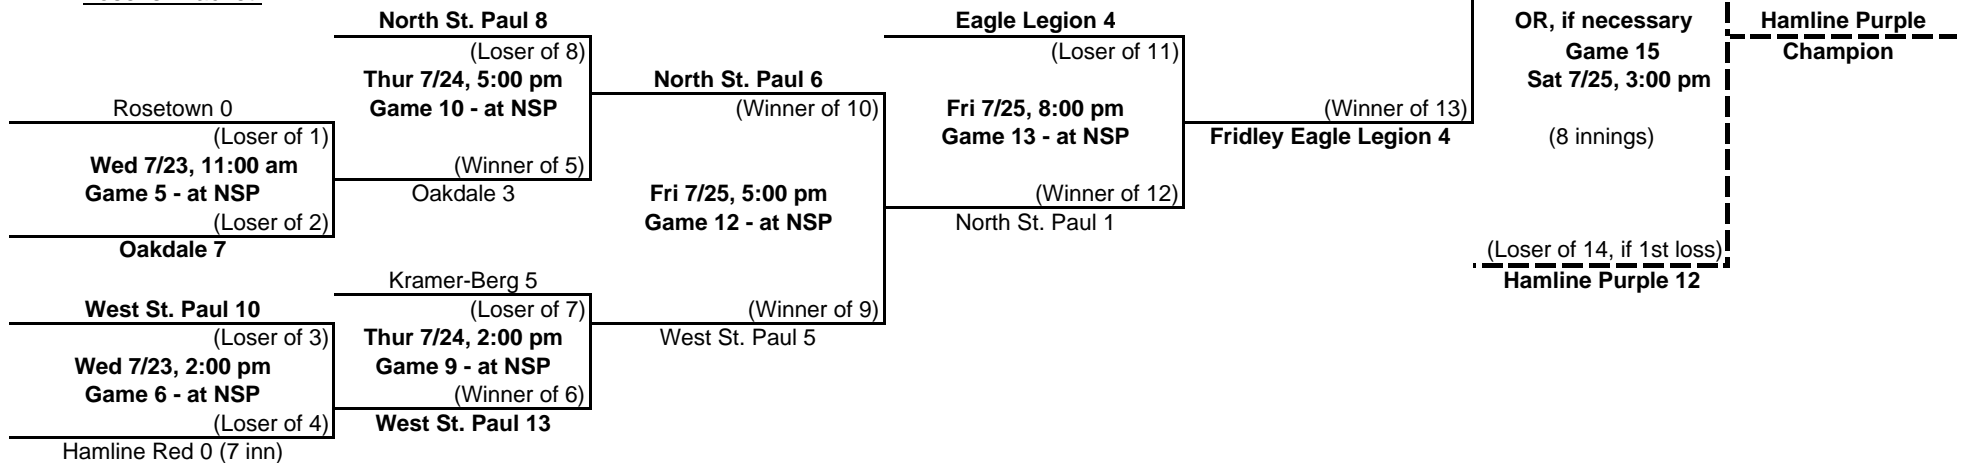 North St. Paul 8
(Loser of 8)
Thur 7/24, 5:00 pm
Game 10 - at NSP
(Winner of 5)
Oakdale 3
Rosetown 0
(Loser of 1)
Wed 7/23, 11:00 am
Game 5 - at NSP
(Loser of 2)
Oakdale 7
West St. Paul 10
(Loser of 3)
Wed 7/23, 2:00 pm
Game 6 - at NSP
(Loser of 4)
Hamline Red 0 (7 inn)
Kramer-Berg 5
(Loser of 7)
Thur 7/24, 2:00 pm
Game 9 - at NSP
(Winner of 6)
West St. Paul 13
North St. Paul 6
(Winner of 10)
Fri 7/25, 5:00 pm
Game 12 - at NSP
(Winner of 9)
West St. Paul 5
Eagle Legion 4
(Loser of 11)
Fri 7/25, 8:00 pm
Game 13 - at NSP
(Winner of 12)
North St. Paul 1
(Winner of 13)
Fridley Eagle Legion 4
OR, if necessary
Game 15
Sat 7/25, 3:00 pm
(8 innings)
(Loser of 14, if 1st loss)
Hamline Purple 12
Hamline Purple
Champion